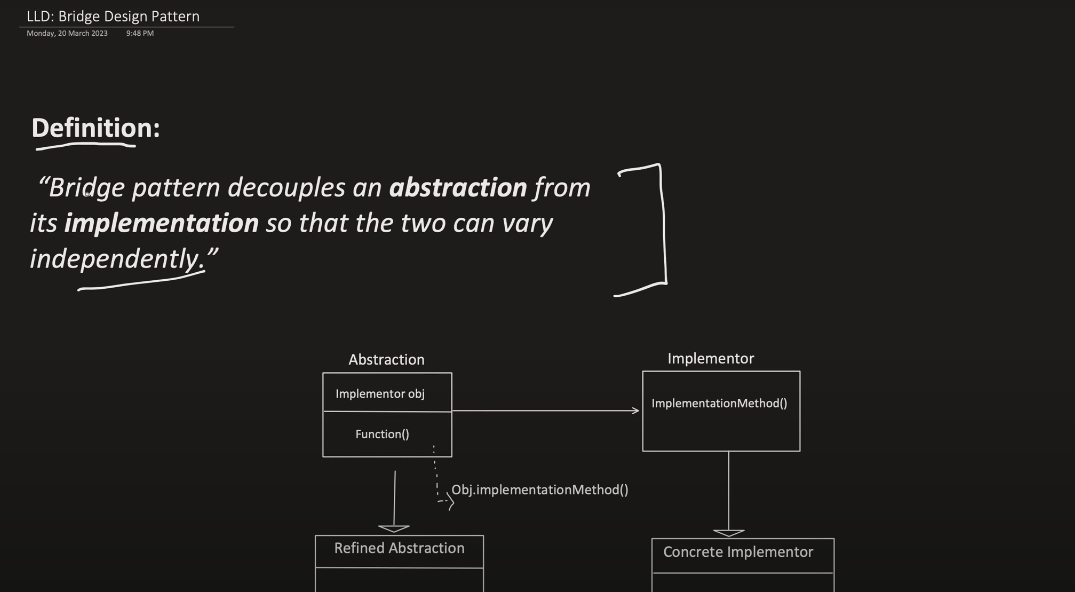 LLD: Bridge Design Pattern
Monday, 20 March 2023 9:48 PM
Definition:
“Bridge pattern decouples an abstraction from
its implementation so that the two can vary
independently.”
Abstraction
Implementor
Implementor obj
ImplementationMethod()
Function()
Obj.implementationMethod()
Refined Abstraction
Concrete Implementor